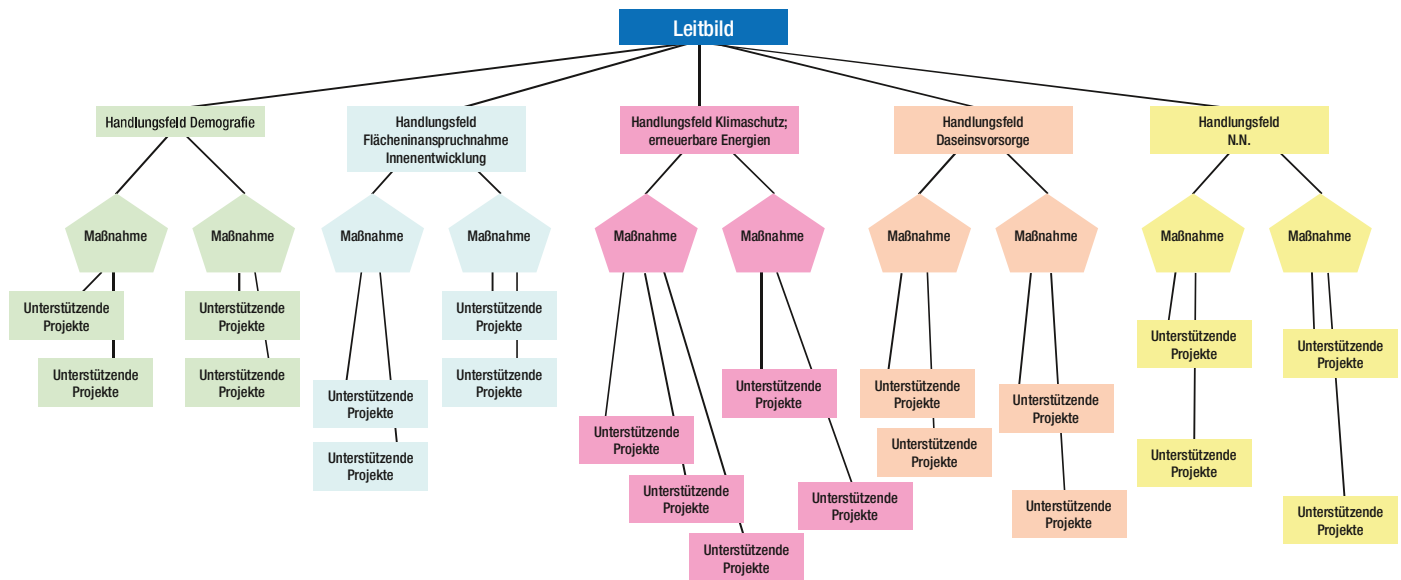 Leitbild
Handlungsfeld Demografie
Handlungsfeld
Flächeninanspruchnahme
Innenentwicklung
Handlungsfeld Klimaschutz;
erneuerbare Energien
Handlungsfeld
Daseinsvorsorge
Handlungsfeld
N.N.
Maßnahme
Maßnahme
Maßnahme
Maßnahme
Maßnahme
Maßnahme
Maßnahme
Maßnahme
Maßnahme
Maßnahme
Unterstützende
Projekte
Unterstützende
Projekte
Unterstützende
Projekte
Unterstützende
Projekte
Unterstützende
Projekte
Unterstützende
Projekte
Unterstützende
Projekte
Unterstützende
Projekte
Unterstützende
Projekte
Unterstützende
Projekte
Unterstützende
Projekte
Unterstützende
Projekte
Unterstützende
Projekte
Unterstützende
Projekte
Unterstützende
Projekte
Unterstützende
Projekte
Unterstützende
Projekte
Unterstützende
Projekte
Unterstützende
Projekte
Unterstützende
Projekte
Unterstützende
Projekte